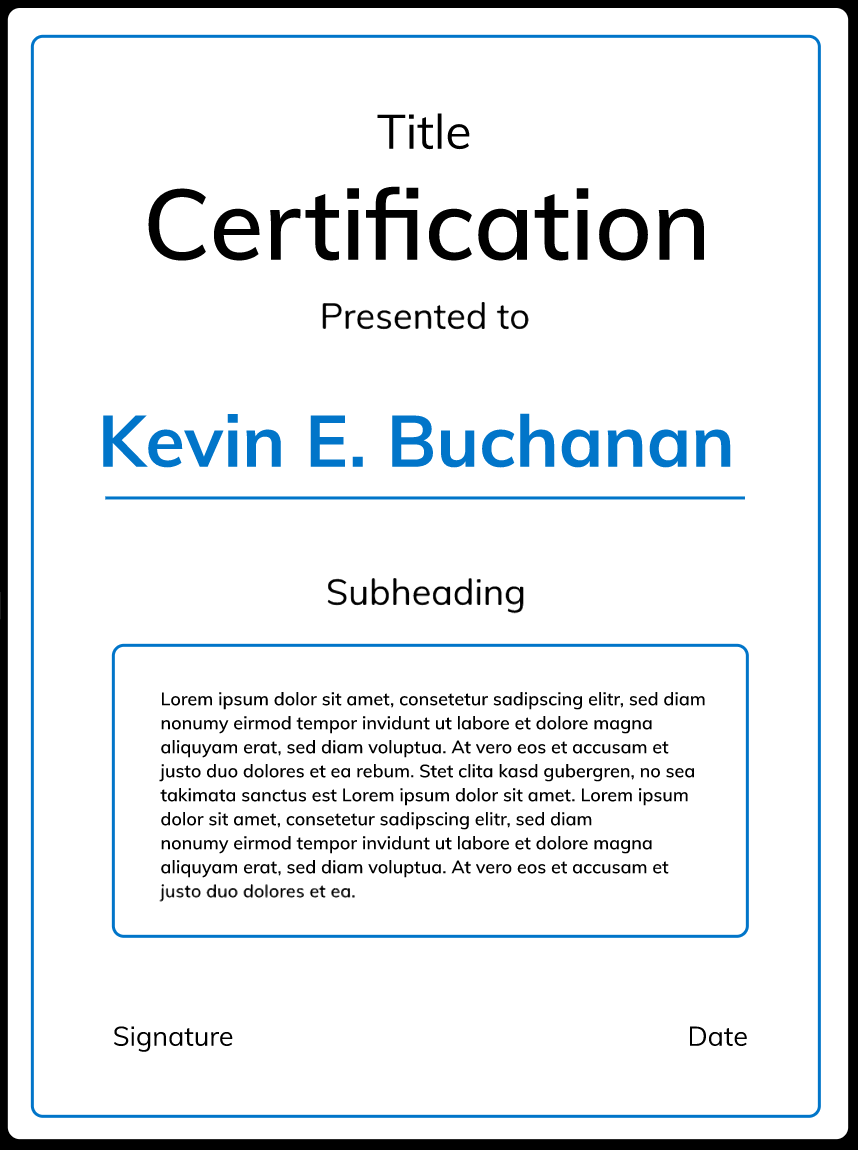 Title
Certification
Presented to
Kevin E. Buchanan
Subheading
Lorem ipsum dolor sit amet, consetetur sadipscing elitr, sed diam
nonumy eirmod tempor invidunt ut labore et dolore magna
aliquyam erat, sed diam voluptua. At vero eos et accusam et
justo duo dolores et ea rebum. Stet clita kasd gubergren, no sea
takimata sanctus est Lorem ipsum dolor sit amet. Lorem ipsum
dolor sit amet, consetetur sadipscing elitr, sed diam
nonumy eirmod tempor invidunt ut labore et dolore magna
aliquyam erat, sed diam voluptua. At vero eos et accusam et
justo duo dolores et ea.
Signature Date